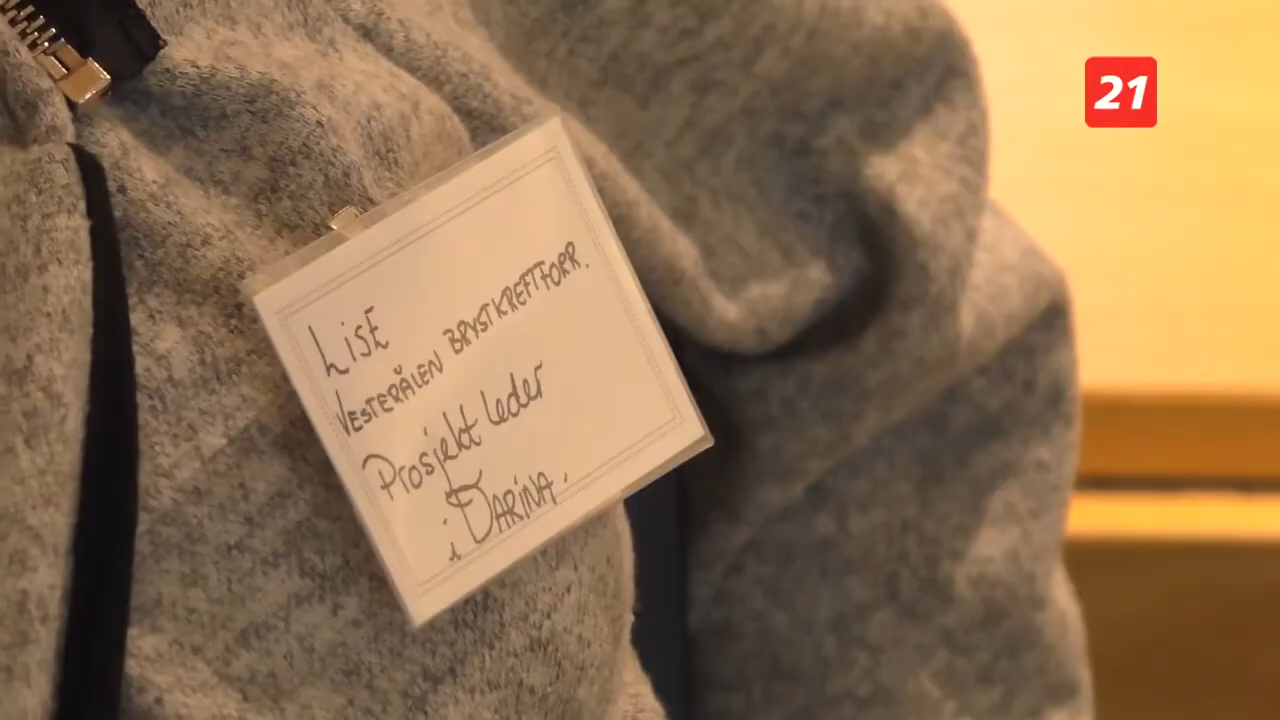 21
LiSE
VESTERÅLEN BRYSTKREFTFORR.
Prosjekt leder
i DARiNA.